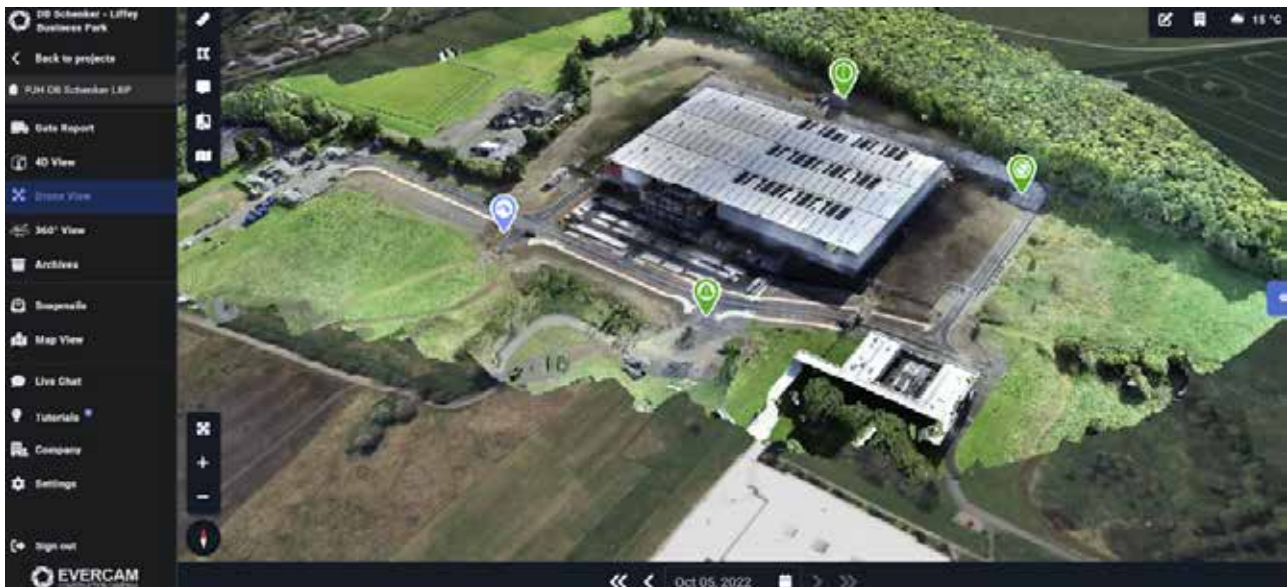 DB Schenker - Liffey
Business Park
Back to projects
PJH DB Schenker LBP
Gate Report
4D View
Drone View
360° View
Archives
Snapmails
Map View
Live Chat
Tutorials
Company
Settings
Sign out
EVERCAM
15 °C
Oct 05, 2022